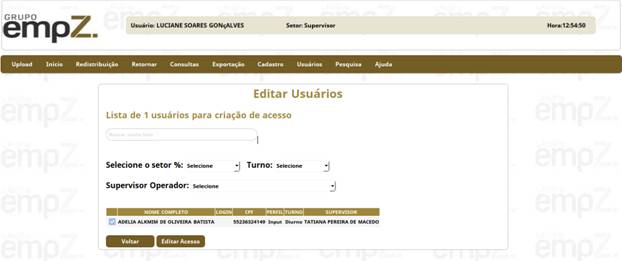 GRUPO
empZ.
Usuário: LUCIANE SOARES GONçALVES Setor: Supervisor Hora:12:54:50
Upload Início Redistribuição Retornar Consultas Exportação Cadastro Usuários Pesquisa Ajuda
Editar Usuários
Lista de 1 usuários para criação de acesso
Selecione o setor %: Selecione Turno: Selecione
Supervisor Operador: Selecione
NOME COMPLETO LOGIN CPF PERFIL TURNO SUPERVISOR
ADELIA ALKMIM DE OLIVEIRA BATISTA 55236324149 Input Diurno TATIANA PEREIRA DE MACEDO
Voltar Editar Acesso